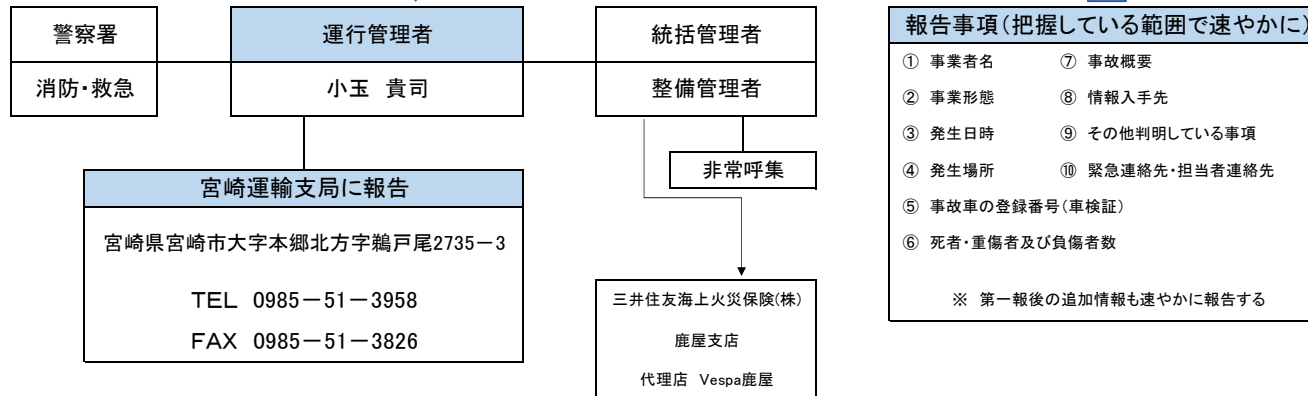 警察署
消防・救急
運行管理者
小玉 貴司
統括管理者
整備管理者
非常呼集
宮崎運輸支局に報告
宮崎県宮崎市大字本郷北方字鵜戸尾2735－3
TEL 0985－51－3958
FAX 0985－51－3826
三井住友海上火災保険(株)
鹿屋支店
代理店 Vespa鹿屋
報告事項(把握している範囲で速やかに)
① 事業者名 ⑦ 事故概要
② 事業形態 ⑧ 情報入手先
③ 発生日時 ⑨ その他判明している事項
④ 発生場所 ⑩ 緊急連絡先・担当者連絡先
⑤ 事故車の登録番号(車検証)
⑥ 死者・重傷者及び負傷者数
※ 第一報後の追加情報も速やかに報告する